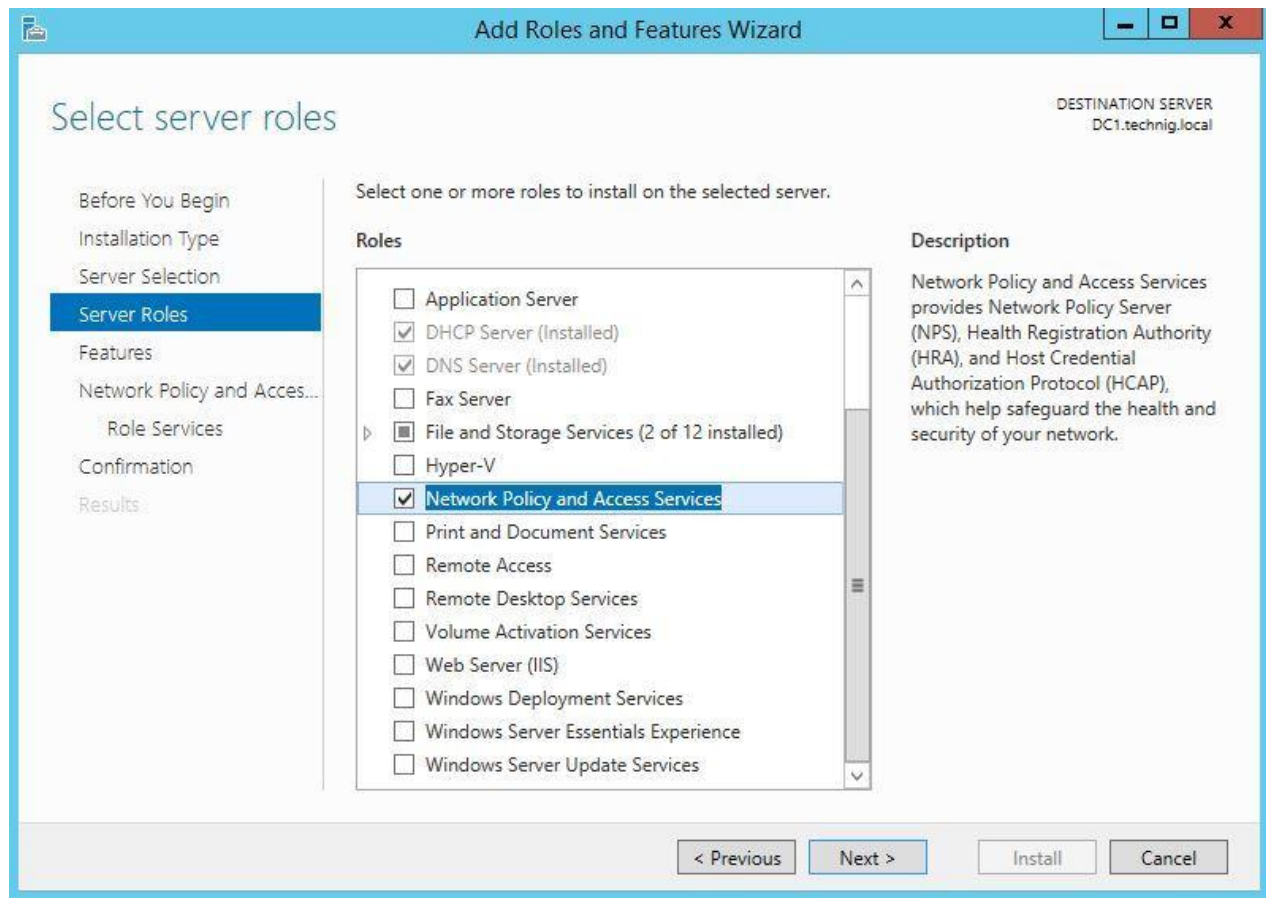 Add Roles and Features Wizard
Select server roles
DESTINATION SERVER
DC1.technig.local
Before You Begin
Installation Type
Server Selection
Server Roles
Features
Network Policy and Acces...
Role Services
Confirmation
Results
Select one or more roles to install on the selected server.
Roles
Application Server
DHCP Server (Installed)
DNS Server (Installed)
Fax Server
File and Storage Services (2 of 12 installed)
Hyper-V
Network Policy and Access Services
Print and Document Services
Remote Access
Remote Desktop Services
Volume Activation Services
Web Server (IIS)
Windows Deployment Services
Windows Server Essentials Experience
Windows Server Update Services
Description
Network Policy and Access Services
provides Network Policy Server
(NPS), Health Registration Authority
(HRA), and Host Credential
Authorization Protocol (HCAP),
which help safeguard the health and
security of your network.
< Previous
Next >
Install
Cancel